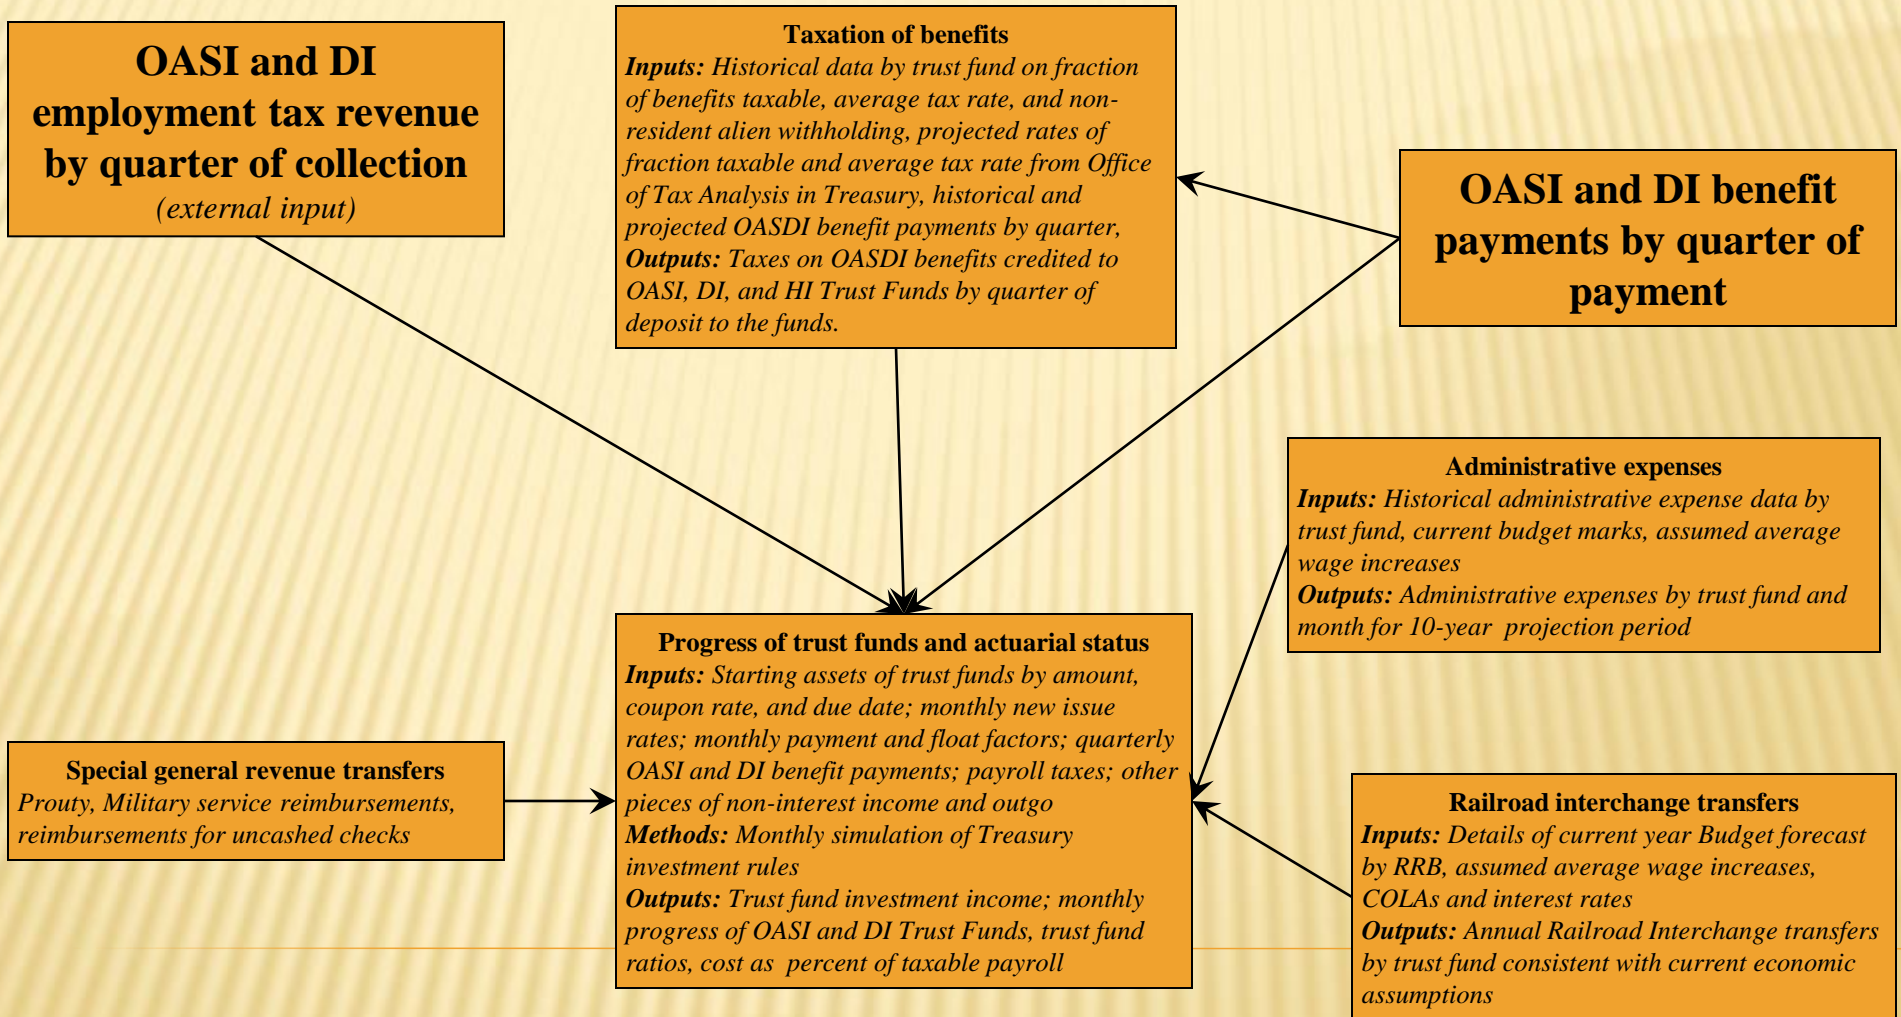 OASI and DI
employment tax revenue
by quarter of collection
(external input)
Taxation of benefits
Inputs: Historical data by trust fund on fraction
of benefits taxable, average tax rate, and non-
resident alien withholding, projected rates of
fraction taxable and average tax rate from Office
of Tax Analysis in Treasury, historical and
projected OASDI benefit payments by quarter,
Outputs: Taxes on OASDI benefits credited to
OASI, DI, and HI Trust Funds by quarter of
deposit to the funds.
OASI and DI benefit
payments by quarter of
payment
Administrative expenses
Inputs: Historical administrative expense data by
trust fund, current budget marks, assumed average
wage increases
Outputs: Administrative expenses by trust fund and
month for 10-year projection period
Progress of trust funds and actuarial status
Inputs: Starting assets of trust funds by amount,
coupon rate, and due date; monthly new issue
rates; monthly payment and float factors; quarterly
OASI and DI benefit payments; payroll taxes; other
pieces of non-interest income and outgo
Methods: Monthly simulation of Treasury
investment rules
Outputs: Trust fund investment income; monthly
progress of OASI and DI Trust Funds, trust fund
ratios, cost as percent of taxable payroll
Special general revenue transfers
Prouty, Military service reimbursements,
reimbursements for uncashed checks
Railroad interchange transfers
Inputs: Details of current year Budget forecast
by RRB, assumed average wage increases,
COLAs and interest rates
Outputs: Annual Railroad Interchange transfers
by trust fund consistent with current economic
assumptions